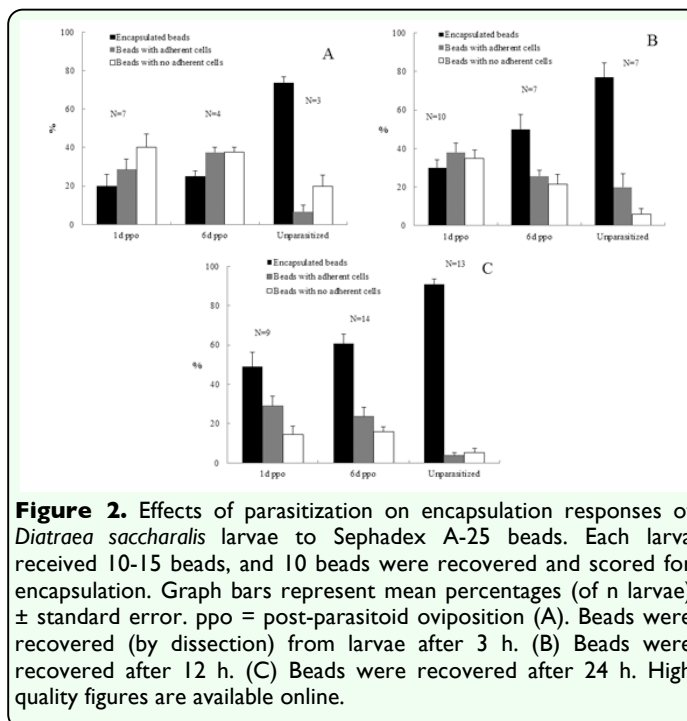 100
Encapsulated beads
Beads with adherent cells
Beads with no adherent cells
A
80
60
40
20
0
%
N=7
N=4
N=3
1d ppo
6d ppo
Unparasitized
100
Encapsulated beads
Beads with adherent cells
Beads with no adherent cells
B
80
60
40
20
0
%
N=10
N=7
N=7
1d ppo
6d ppo
Unparasitized
100
Encapsulated beads
Beads with adherent cells
Beads with no adherent cells
C
80
60
40
20
0
%
N=9
N=14
N=13
1d ppo
6d ppo
Unparasitized
Figure 2. Effects of parasitization on encapsulation responses o
Diatraea saccharalis larvae to Sephadex A-25 beads. Each larva
received 10-15 beads, and 10 beads were recovered and scored for
encapsulation. Graph bars represent mean percentages (of n larvae)
± standard error. ppo = post-parasitoid oviposition (A). Beads were
recovered (by dissection) from larvae after 3 h. (B) Beads were
recovered after 12 h. (C) Beads were recovered after 24 h. High
quality figures are available online.